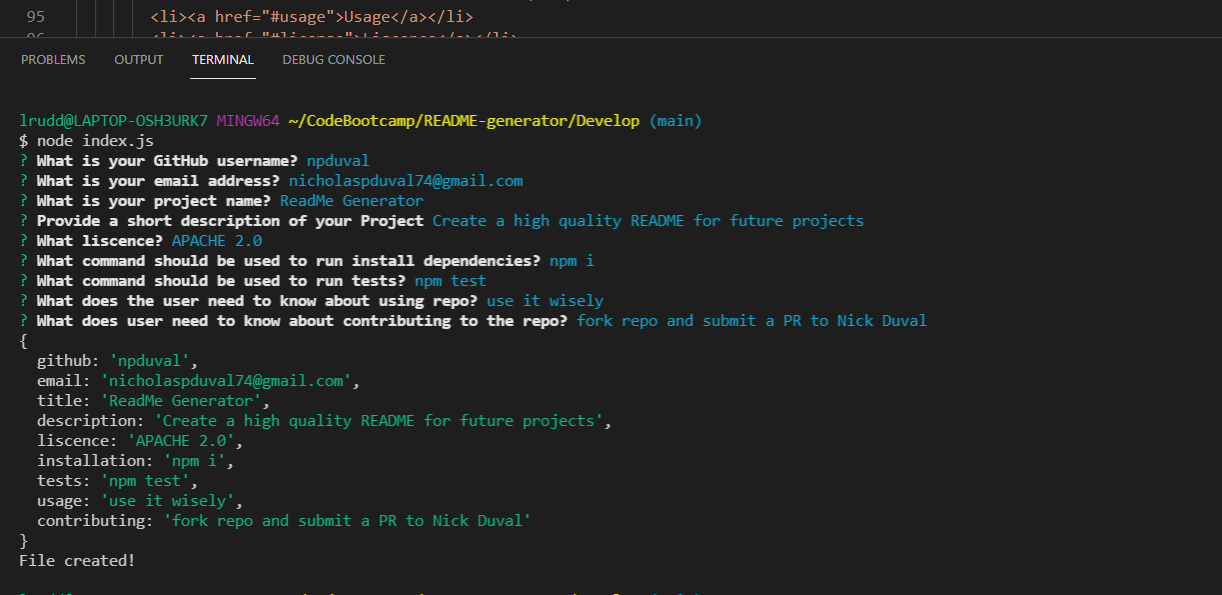 95 <li><a href="#usage">Usage</a></li>
PROBLEMS OUTPUT TERMINAL DEBUG CONSOLE
lrudd@LAPTOP-OSH3URK7 MINGW64 ~/CodeBootcamp/README-generator/Develop (main)
$ node index.js
? What is your GitHub username? npduval
? What is your email address? nicholaspduval74@gmail.com
? What is your project name? ReadMe Generator
? Provide a short description of your Project Create a high quality README for future projects
? What liscence? APACHE 2.0
? What command should be used to run install dependencies? npm i
? What command should be used to run tests? npm test
? What does the user need to know about using repo? use it wisely
? What does user need to know about contributing to the repo? fork repo and submit a PR to Nick Duval
{
github: 'npduval',
email: 'nicholaspduval74@gmail.com',
title: 'ReadMe Generator',
description: 'Create a high quality README for future projects',
liscence: 'APACHE 2.0',
installation: 'npm i',
tests: 'npm test',
usage: 'use it wisely',
contributing: 'fork repo and submit a PR to Nick Duval'
}
File created!